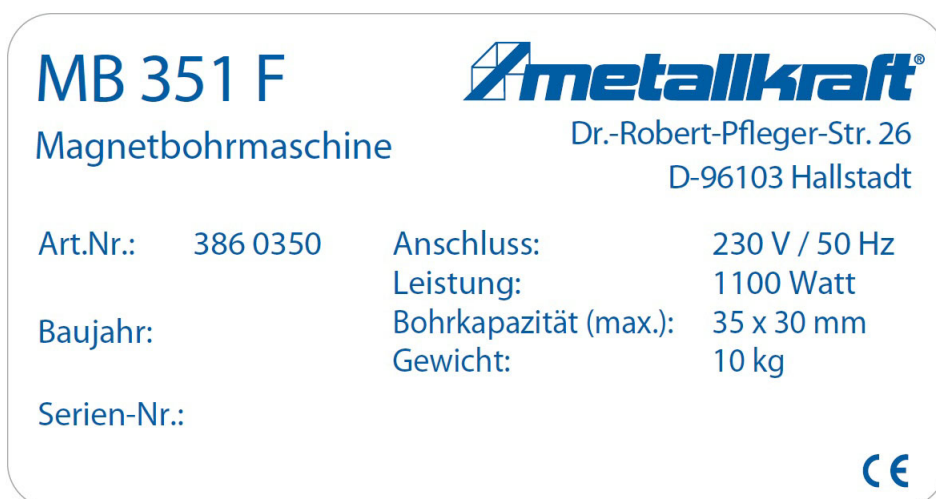 MB 351 F
metallkraft®
Magnetbohrmaschine
Dr.-Robert-Pfleger-Str. 26
D-96103 Hallstadt
Art.Nr.: 386 0350
Baujahr:
Serien-Nr.:
Anschluss: 230 V / 50 Hz
Leistung: 1100 Watt
Bohrkapazität (max.): 35 x 30 mm
Gewicht: 10 kg
CE